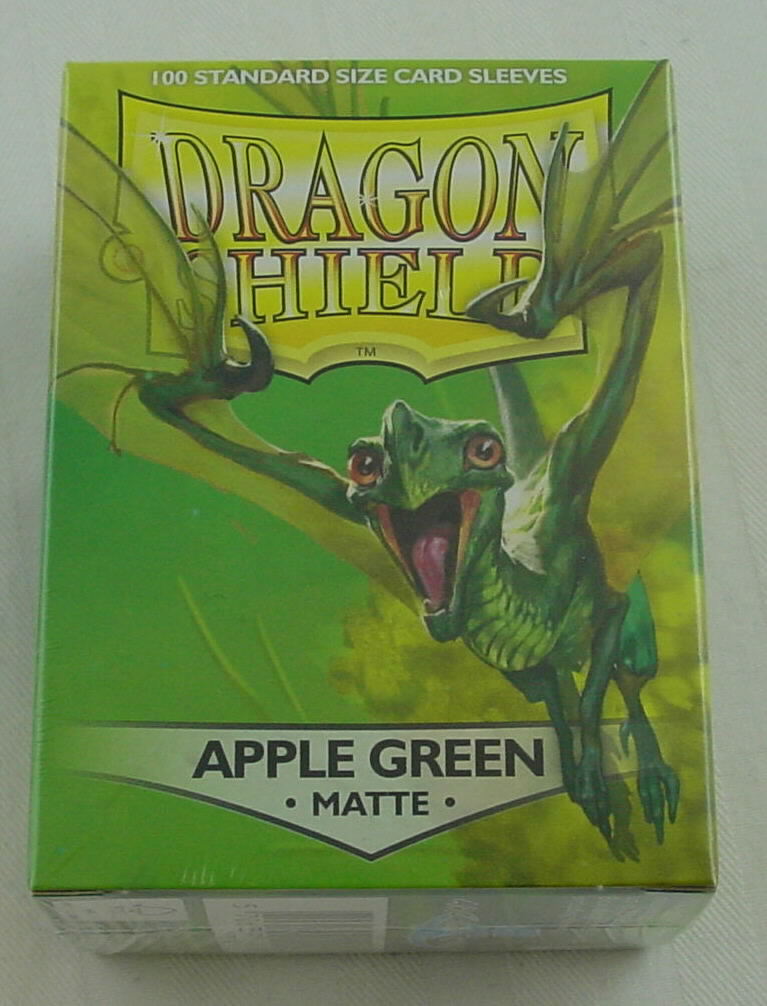 100 STANDARD SIZE CARD SLEEVES
DRAGON
SHIELD
TM
APPLE GREEN
• MATTE •